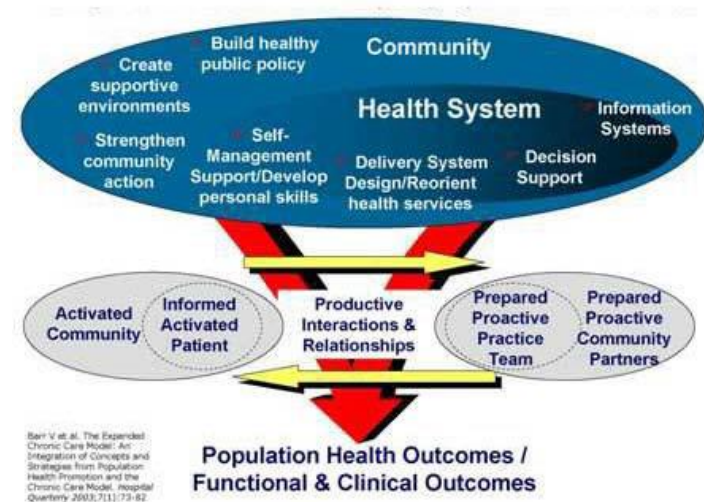 Build healthy
public policy
Community
Create
supportive
environments
Health System
Information
Systems
Strengthen
community
action
Self-
Management
Support/Develop
personal skills
Delivery System
Design/Reorient
health services
Decision
Support
Activated
Community
Informed
Activated
Patient
Productive
Interactions &
Relationships
Prepared
Proactive
Practice
Team
Prepared
Proactive
Community
Partners
Barr V et al. The Expanded
Chronic Care Model: An
Integration of Concepts and
Strategies from Population
Health Promotion and the
Chronic Care Model. Hospital
Quarterly 2003;7(1):73-82
Population Health Outcomes /
Functional & Clinical Outcomes